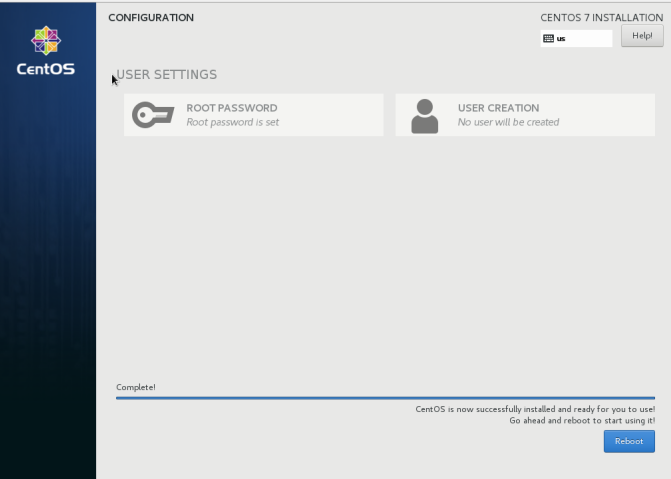 CONFIGURATION
CENTOS 7 INSTALLATION
us
Help!
CentOS
USER SETTINGS
ROOT PASSWORD
Root password is set
USER CREATION
No user will be created
Complete!
CentOS is now successfully installed and ready for you to use!
Go ahead and reboot to start using it!
Reboot